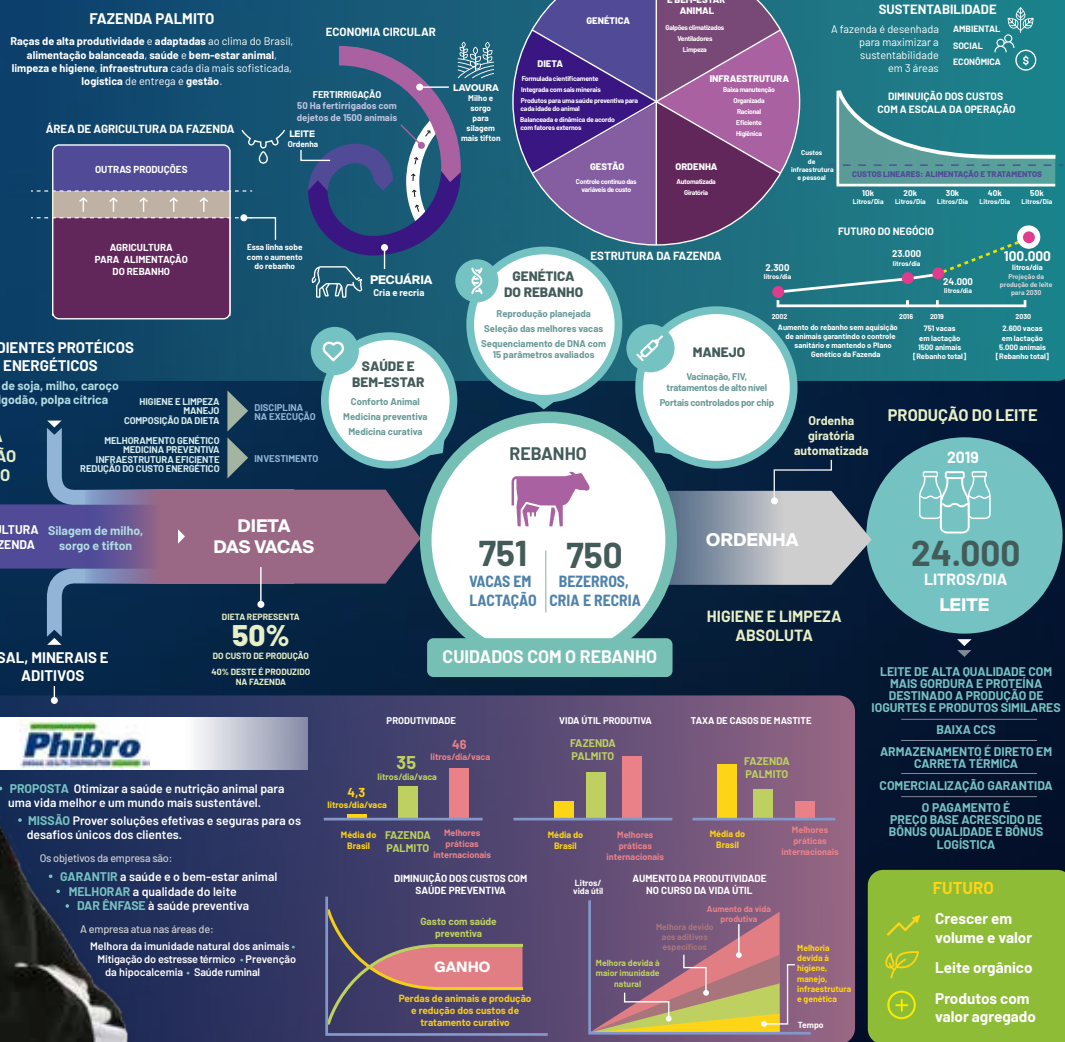 FAZENDA PALMITO
Raças de alta produtividade e adaptadas ao clima do Brasil,
alimentação balanceada, saúde e bem-estar animal,
limpeza e higiene, infraestrutura cada dia mais sofisticada,
logística de entrega e gestão.
ÁREA DE AGRICULTURA DA FAZENDA
OUTRAS PRODUÇÕES
AGRICULTURA
PARA ALIMENTAÇÃO
DO REBANHO
Essa linha sobe
com o aumento
do rebanho
ECONOMIA CIRCULAR
FERTIRRIGAÇÃO
50 Ha fertirrigados com
dejetos de 1500 animais
LEITE
Ordenha
LAVOURA
Milho e
sorgo
para
silagem
mais tifton
PECUÁRIA
Cria e recria
GENÉTICA
E BEM-ESTAR
ANIMAL
Galpões climatizados
Ventiladores
Limpeza
DIETA
Formulada cientificamente
Integrada com sais minerais
Produtos para uma saúde preventiva para
cada idade do animal
Balanceada e dinâmica de acordo
com fatores externos
INFRAESTRUTURA
Baixa manutenção
Organizada
Racional
Eficiente
Higiênica
GESTÃO
Controle contínuo das
variáveis de custo
ORDENHA
Automatizada
Giratória
ESTRUTURA DA FAZENDA
SUSTENTABILIDADE
A fazenda é desenhada
para maximizar a
sustentabilidade
em 3 áreas
AMBIENTAL
SOCIAL
ECONÔMICA
$
DIMINUIÇÃO DOS CUSTOS
COM A ESCALA DA OPERAÇÃO
Custos
de
infraestrutura
e pessoal
CUSTOS LINEARES: ALIMENTAÇÃO E TRATAMENTOS
10k 20k 30k 40k 50k
Litros/Dia Litros/Dia Litros/Dia Litros/Dia Litros/Dia
FUTURO DO NEGÓCIO
2.300
litros/dia
23.000
litros/dia
24.000
litros/dia
100.000
litros/dia
Projeção da
produção de leite
para 2030
2002 2016 2019 2030
Aumento do rebanho sem aquisição
de animais garantindo o controle
sanitário e mantendo o Plano
Genético da Fazenda
751 vacas
em lactação
1500 animais
[Rebanho total]
2.600 vacas
em lactação
5.000 animais
[Rebanho total]
GENÉTICA
DO REBANHO
Reprodução planejada
Seleção das melhores vacas
Sequenciamento de DNA com
15 parâmetros avaliados
SAÚDE E
BEM-ESTAR
Conforto Animal
Medicina preventiva
Medicina curativa
MANEJO
Vacinação, FIV,
tratamentos de alto nível
Portais controlados por chip
DIENTES PROTÉICOS
ENERGÉTICOS
de soja, milho, caroço
lgodão, polpa cítrica
HIGIENE E LIMPEZA
MANEJO
COMPOSIÇÃO DA DIETA
DISCIPLINA
NA EXECUÇÃO
MELHORAMENTO GENÉTICO
MEDICINA PREVENTIVA
INFRAESTRUTURA EFICIENTE
REDUÇÃO DO CUSTO ENERGÉTICO
INVESTIMENTO
A
ÃO
O
ULTURA
ZENDA
Silagem de milho,
sorgo e tifton
DIETA
DAS VACAS
DIETA REPRESENTA
50%
DO CUSTO DE PRODUÇÃO
40% DESTE É PRODUZIDO
NA FAZENDA
SAL, MINERAIS E
ADITIVOS
REBANHO
751
VACAS EM
LACTAÇÃO
750
BEZERROS,
CRIA E RECRIA
CUIDADOS COM O REBANHO
Ordenha
giratória
automatizada
ORDENHA
HIGIENE E LIMPEZA
ABSOLUTA
PRODUÇÃO DO LEITE
2019
24.000
LITROS/DIA
LEITE
LEITE DE ALTA QUALIDADE COM
MAIS GORDURA E PROTEÍNA
DESTINADO A PRODUÇÃO DE
IOGURTES E PRODUTOS SIMILARES
BAIXA CCS
ARMAZENAMENTO É DIRETO EM
CARRETA TÉRMICA
COMERCIALIZAÇÃO GARANTIDA
O PAGAMENTO É
PREÇO BASE ACRESCIDO DE
BÔNUS QUALIDADE E BÔNUS
LOGÍSTICA
Phibro
• PROPOSTA Otimizar a saúde e nutrição animal para
uma vida melhor e um mundo mais sustentável.
• MISSÃO Prover soluções efetivas e seguras para os
desafios únicos dos clientes.
Os objetivos da empresa são:
• GARANTIR a saúde e o bem-estar animal
• MELHORAR a qualidade do leite
• DAR ÊNFASE à saúde preventiva
A empresa atua nas áreas de:
Melhora da imunidade natural dos animais •
Mitigação do estresse térmico • Prevenção
da hipocalcemia • Saúde ruminal
PRODUTIVIDADE
4,3
litros/dia/vaca
35
litros/dia/vaca
46
litros/dia/vaca
Média do
Brasil
FAZENDA
PALMITO
Melhores
práticas
internacionais
VIDA ÚTIL PRODUTIVA
FAZENDA
PALMITO
Média do
Brasil
Melhores
práticas
internacionais
TAXA DE CASOS DE MASTITE
FAZENDA
PALMITO
Média do
Brasil
Melhores
práticas
internacionais
DIMINUIÇÃO DOS CUSTOS COM
SAÚDE PREVENTIVA
Gasto com saúde
preventiva
GANHO
Perdas de animais e produção
e redução dos custos de
tratamento curativo
Litros/
vida útil
AUMENTO DA PRODUTIVIDADE
NO CURSO DA VIDA ÚTIL
Aumento da vida
produtiva
Melhora devido
aos aditivos
específicos
Melhora devido à
maior imunidade
natural
Melhoria
devida à
higiene,
manejo,
infraestrutura
e genética
Tempo
FUTURO
Crescer em
volume e valor
Leite orgânico
Produtos com
valor agregado